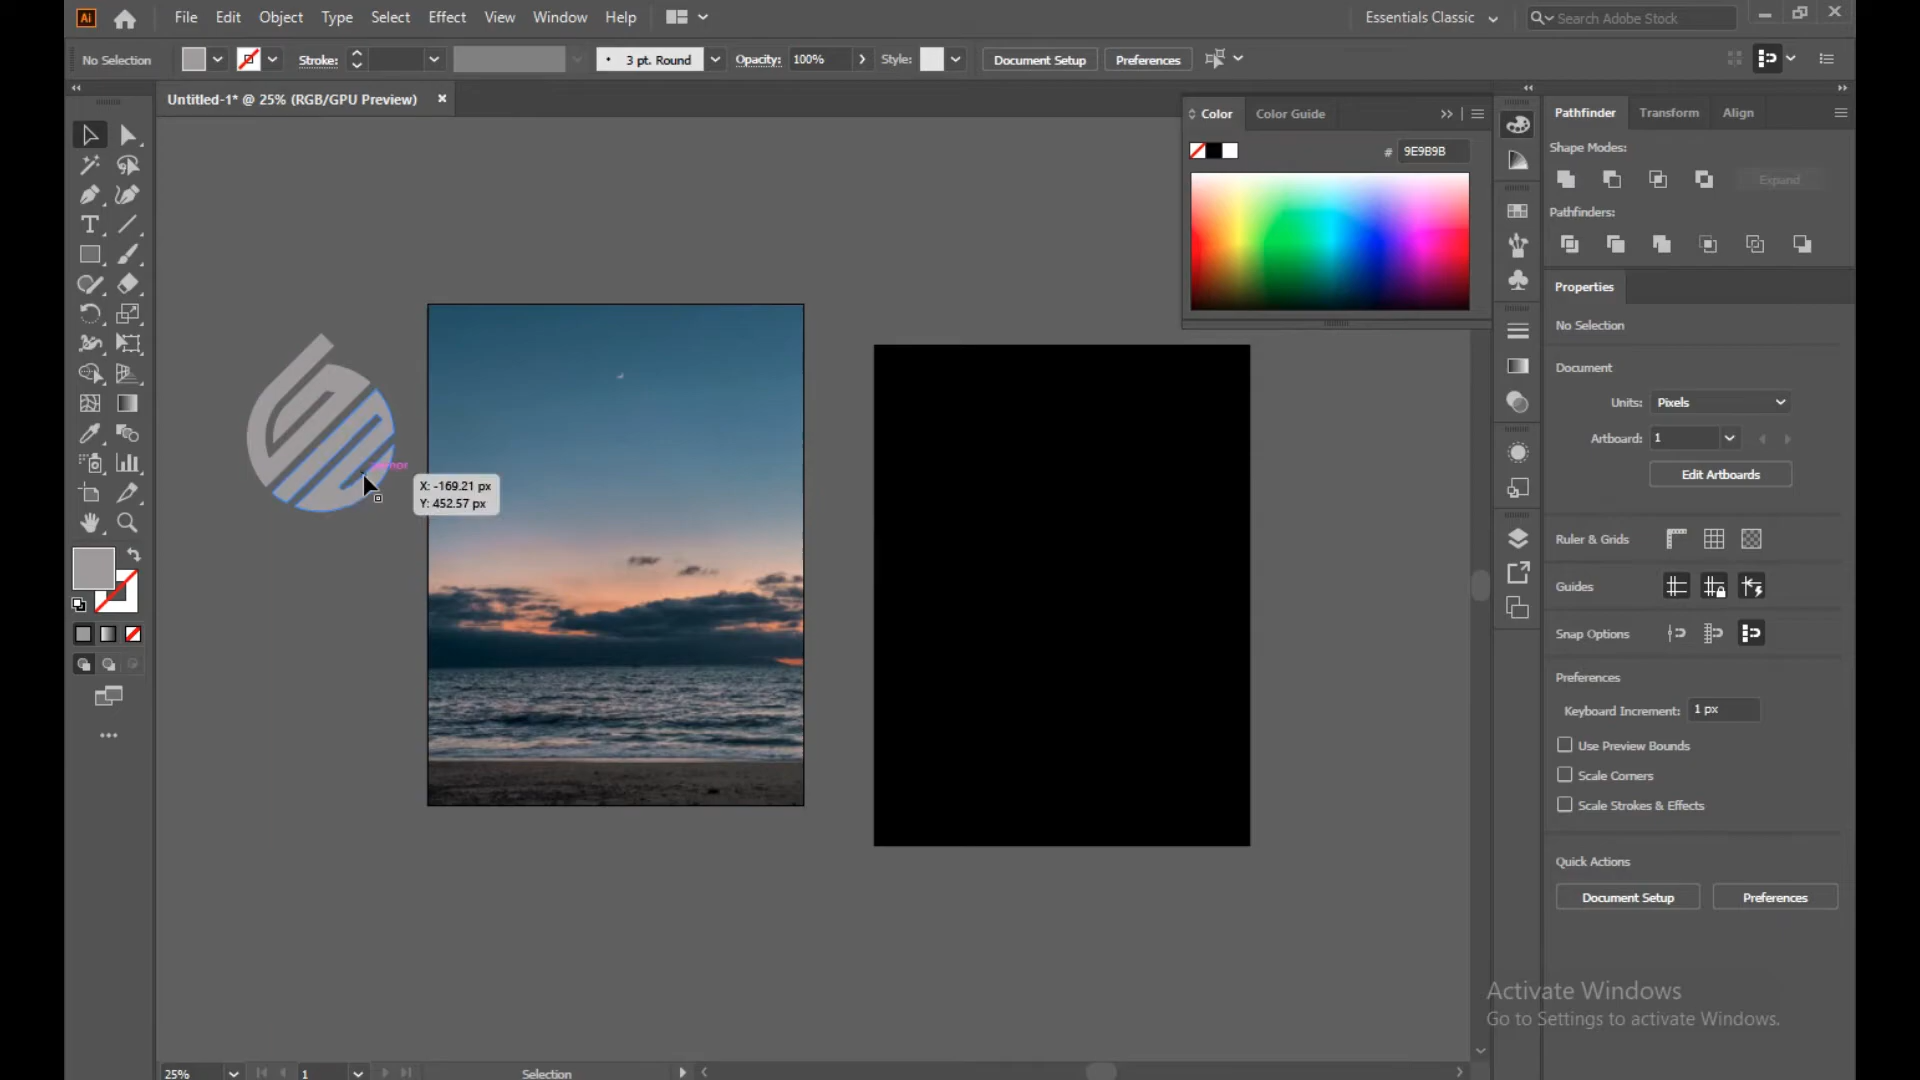 Ai File Edit Object Type Select Effect View Window Help Essentials Classic Search Adobe Stock
No Selection Stroke: 3 pt. Round Opacity: 100% Style: Document Setup Preferences
Untitled-1* @ 25% (RGB/GPU Preview)
Color Color Guide
# 9E9B9B
Pathfinder Transform Align
Shape Modes:
Expand
Pathfinders:
Properties
No Selection
Document
Units: Pixels
Artboard: 1
Edit Artboards
Ruler & Grids
Guides
Snap Options
Preferences
Keyboard Increment: 1 px
Use Preview Bounds
Scale Corners
Scale Strokes & Effects
Quick Actions
Document Setup Preferences
X: -169.21 px
Y: 452.57 px
Activate Windows
Go to Settings to activate Windows.
25% 1 Selection